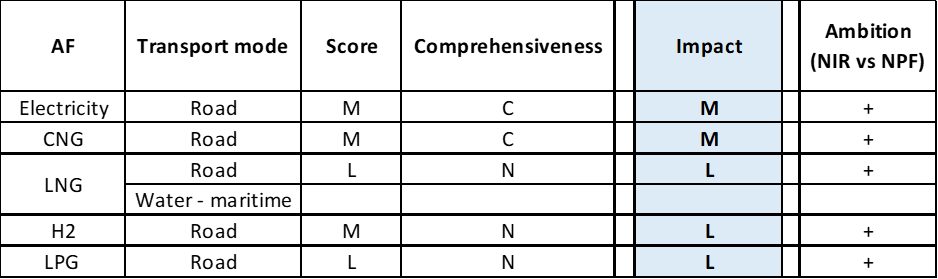 AF Transport mode Score Comprehensiveness Impact Ambition (NIR vs NPF)
Electricity Road M C M +
CNG Road M C M +
LNG Road L N L +
Water - maritime
H2 Road M N L +
LPG Road L N L +